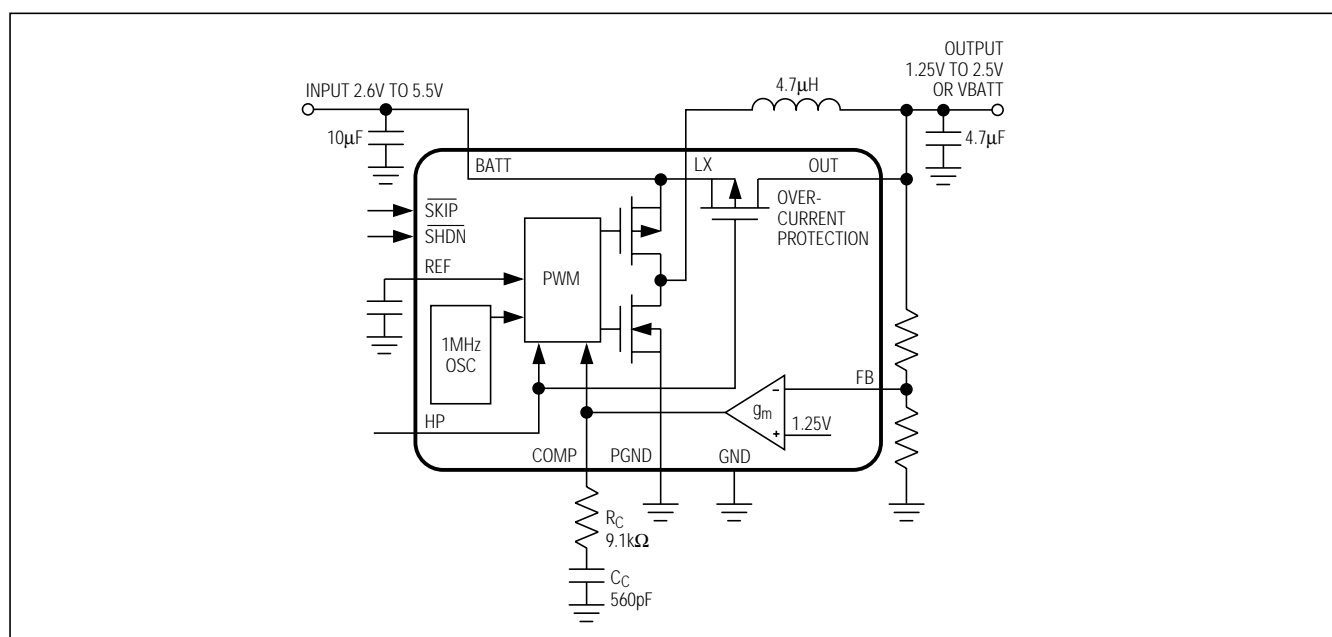 OUTPUT
1.25V TO 2.5V
OR VBATT
4.7μH
INPUT 2.6V TO 5.5V
10μF
4.7μF
BATT
LX
OUT
OVER-
CURRENT
PROTECTION
SKIP
SHDN
REF
PWM
1MHz
OSC
FB
gm
-
+
1.25V
HP
COMP
PGND
GND
RC
9.1kΩ
CC
560pF